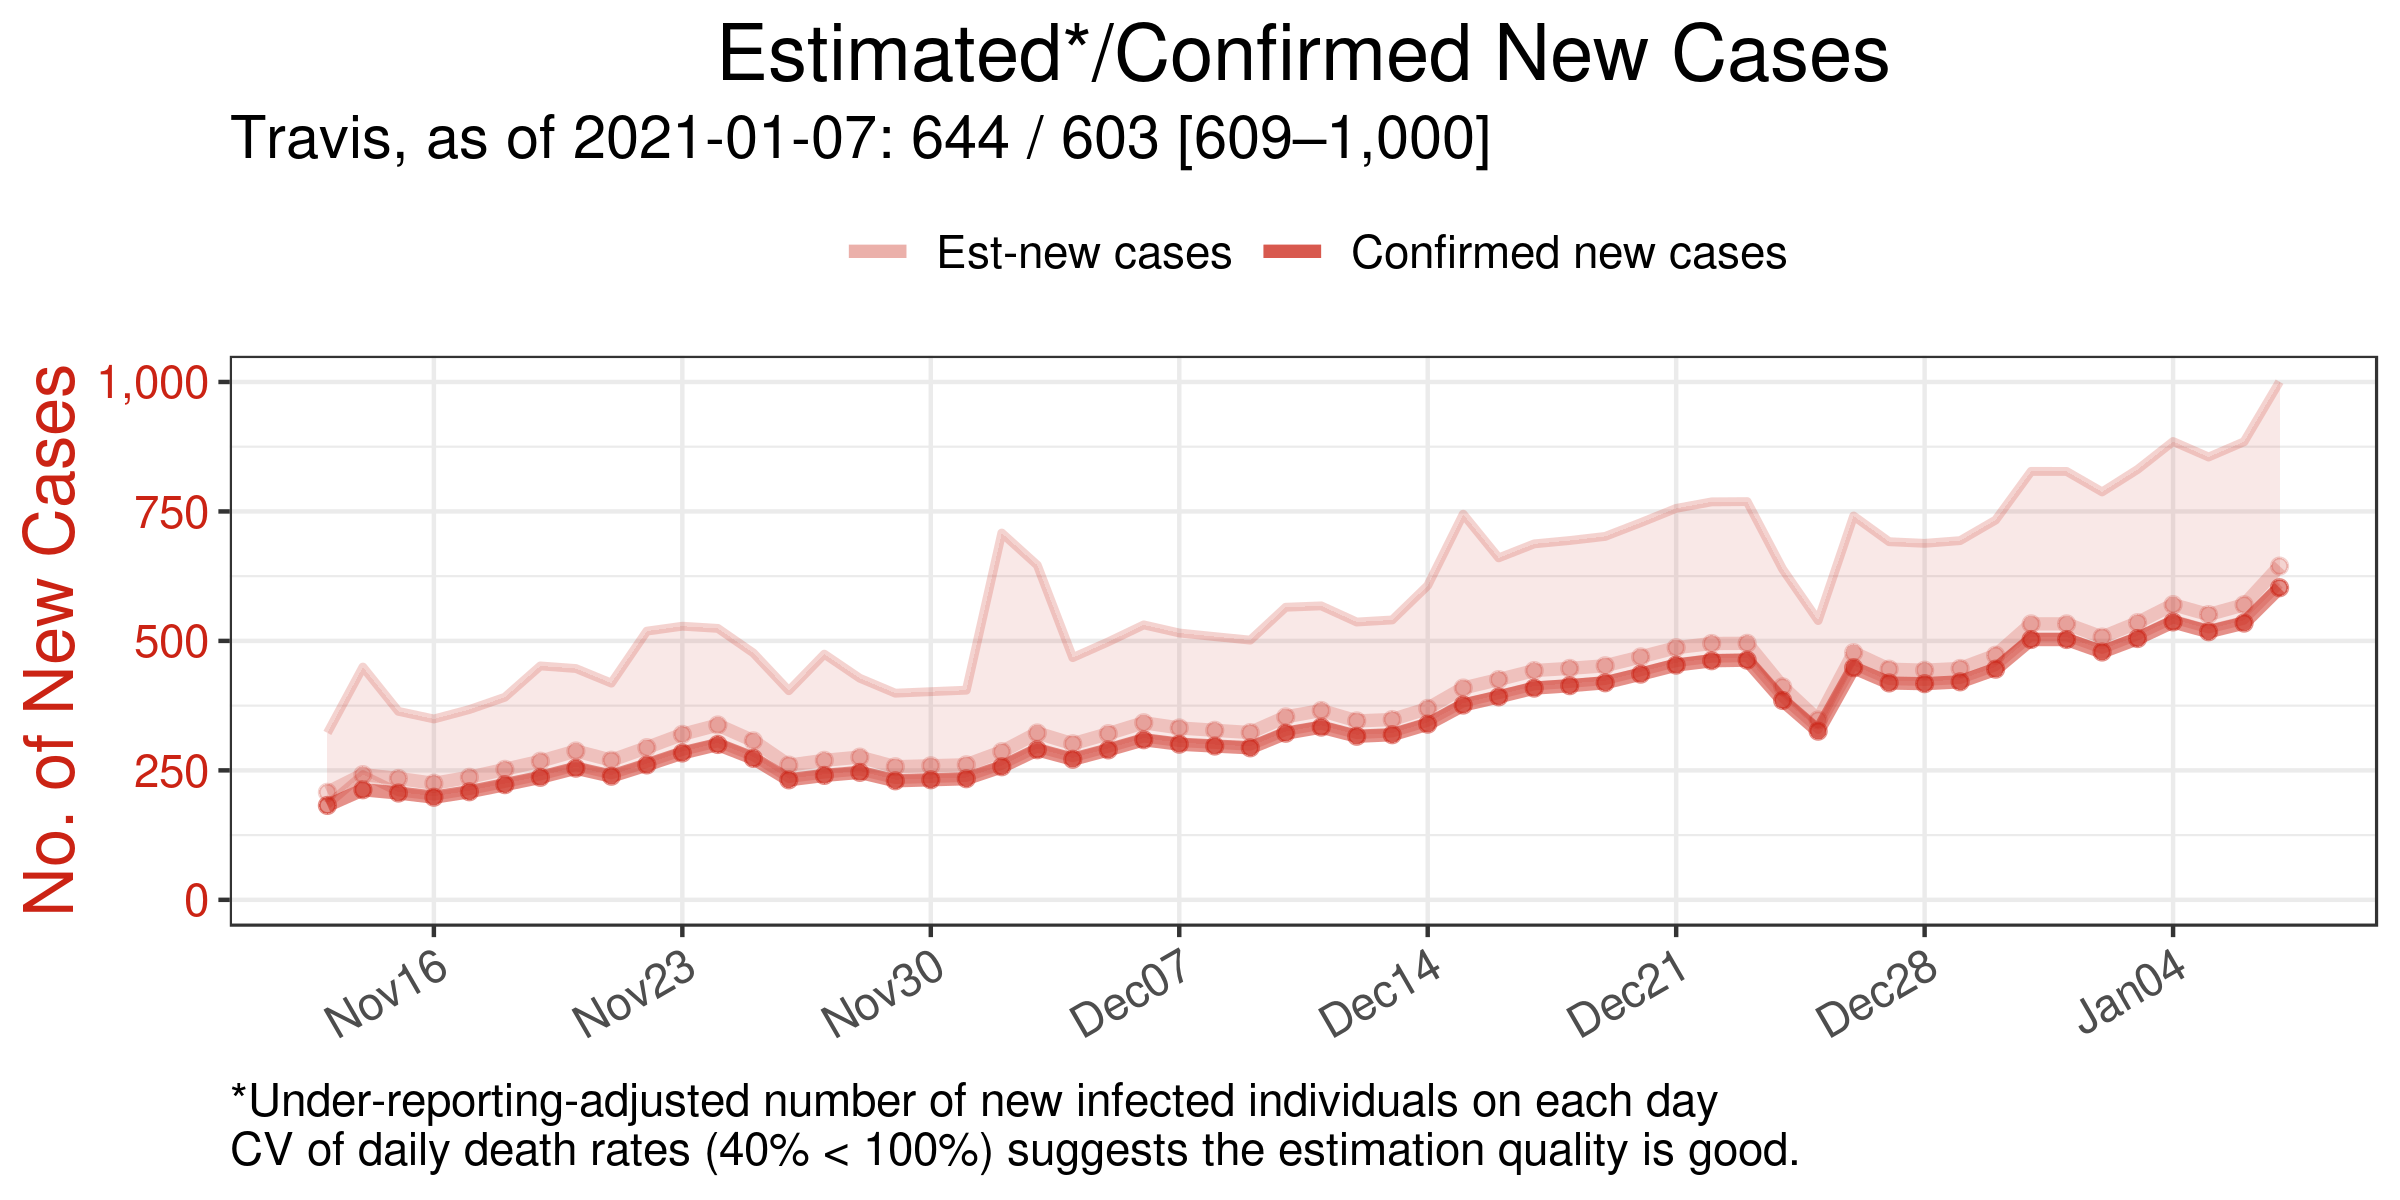 Estimated*/Confirmed New Cases
Travis, as of 2021-01-07: 644 / 603 [609–1,000]
Est-new cases
Confirmed new cases
No. of New Cases
1,000
750
500
250
0
Nov16
Nov23
Nov30
Dec07
Dec14
Dec21
Dec28
Jan04
*Under-reporting-adjusted number of new infected individuals on each day
CV of daily death rates (40% < 100%) suggests the estimation quality is good.